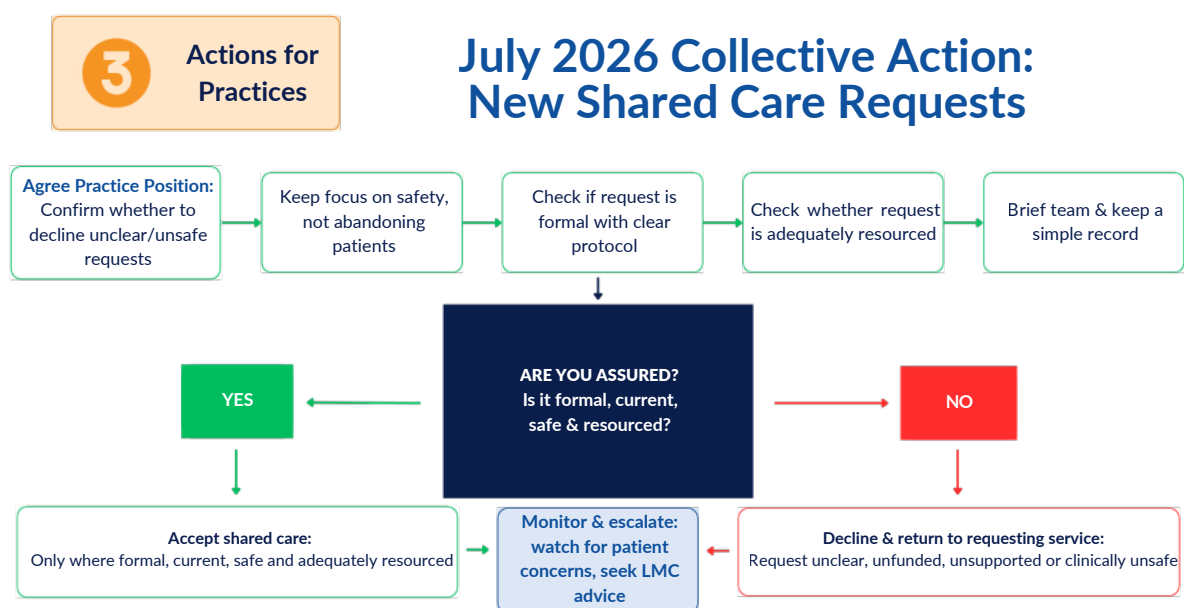 3
Actions for
Practices
July 2026 Collective Action:
New Shared Care Requests
Agree Practice Position:
Confirm whether to
decline unclear/unsafe
requests
Keep focus on safety,
not abandoning
patients
Check if request is
formal with clear
protocol
Check whether request
is adequately resourced
Brief team & keep a
simple record
ARE YOU ASSURED?
Is it formal, current,
safe & resourced?
YES
NO
Accept shared care:
Only where formal, current, safe and adequately resourced
Monitor & escalate:
watch for patient
concerns, seek LMC
advice
Decline & return to requesting service:
Request unclear, unfunded, unsupported or clinically unsafe